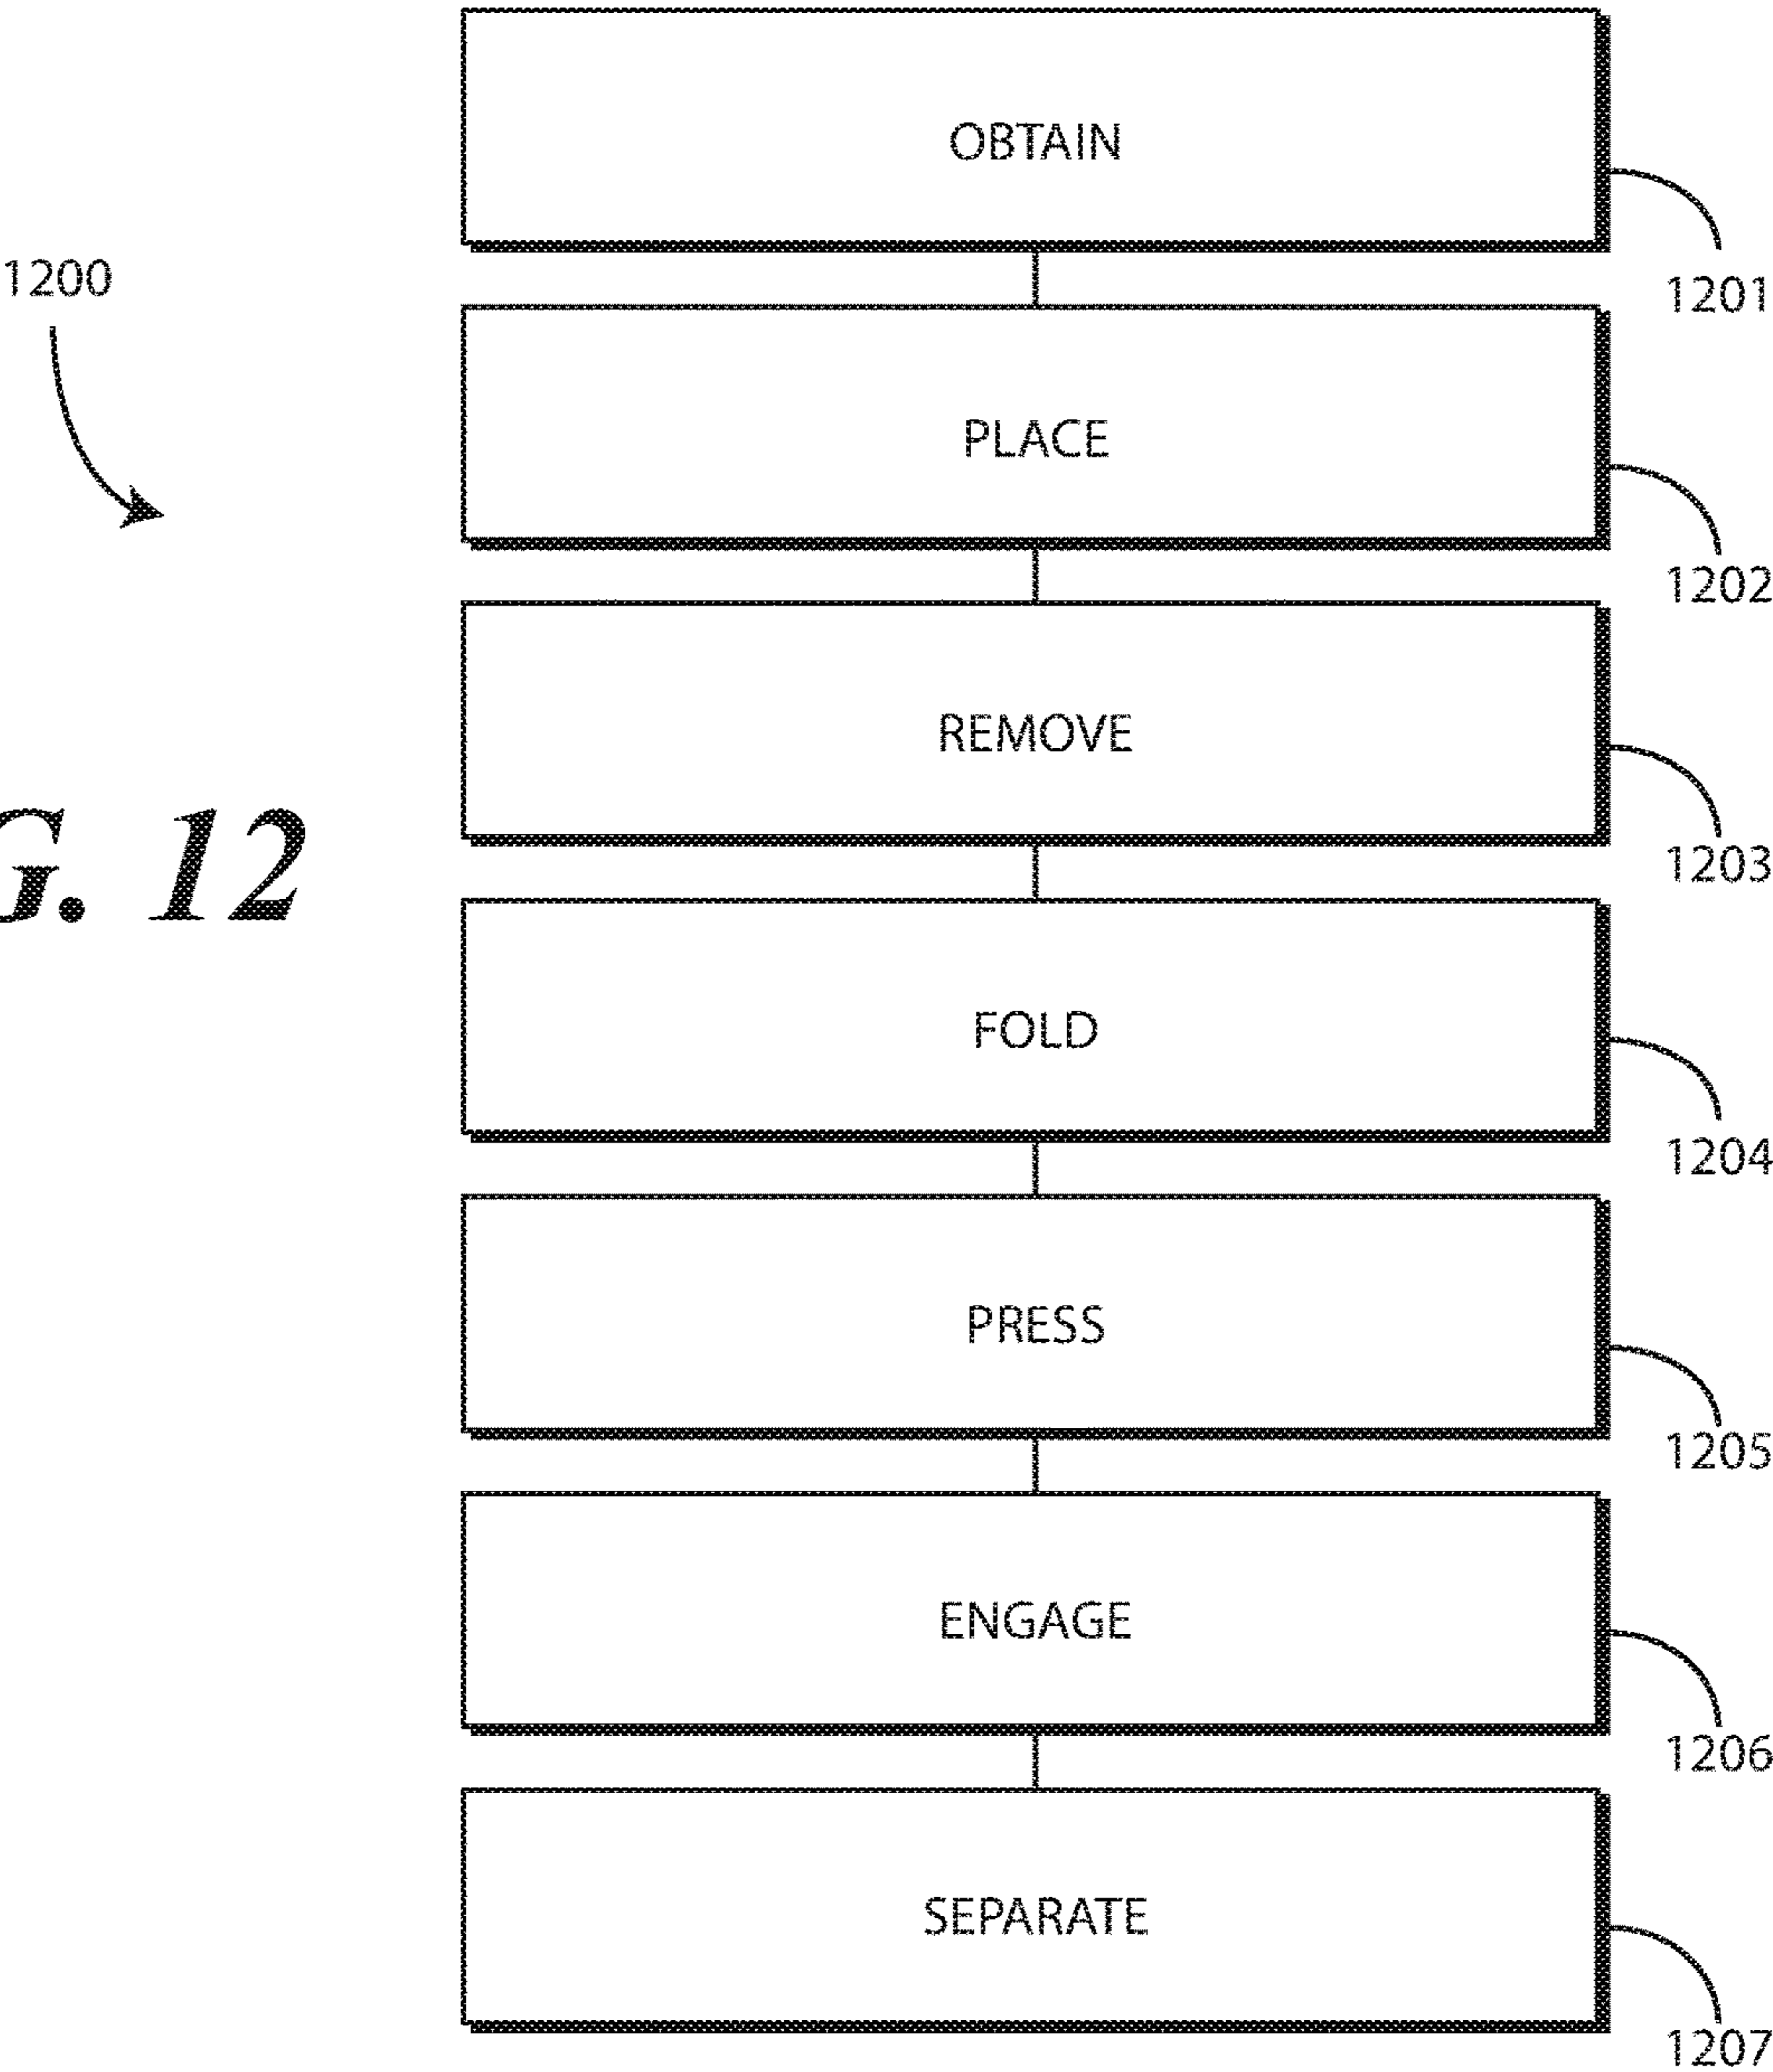 OBTAIN
1200
1201
PLACE
1202
REMOVE
1203
G. 12
FOLD
1204
PRESS
1205
ENGAGE
1206
SEPARATE
1207